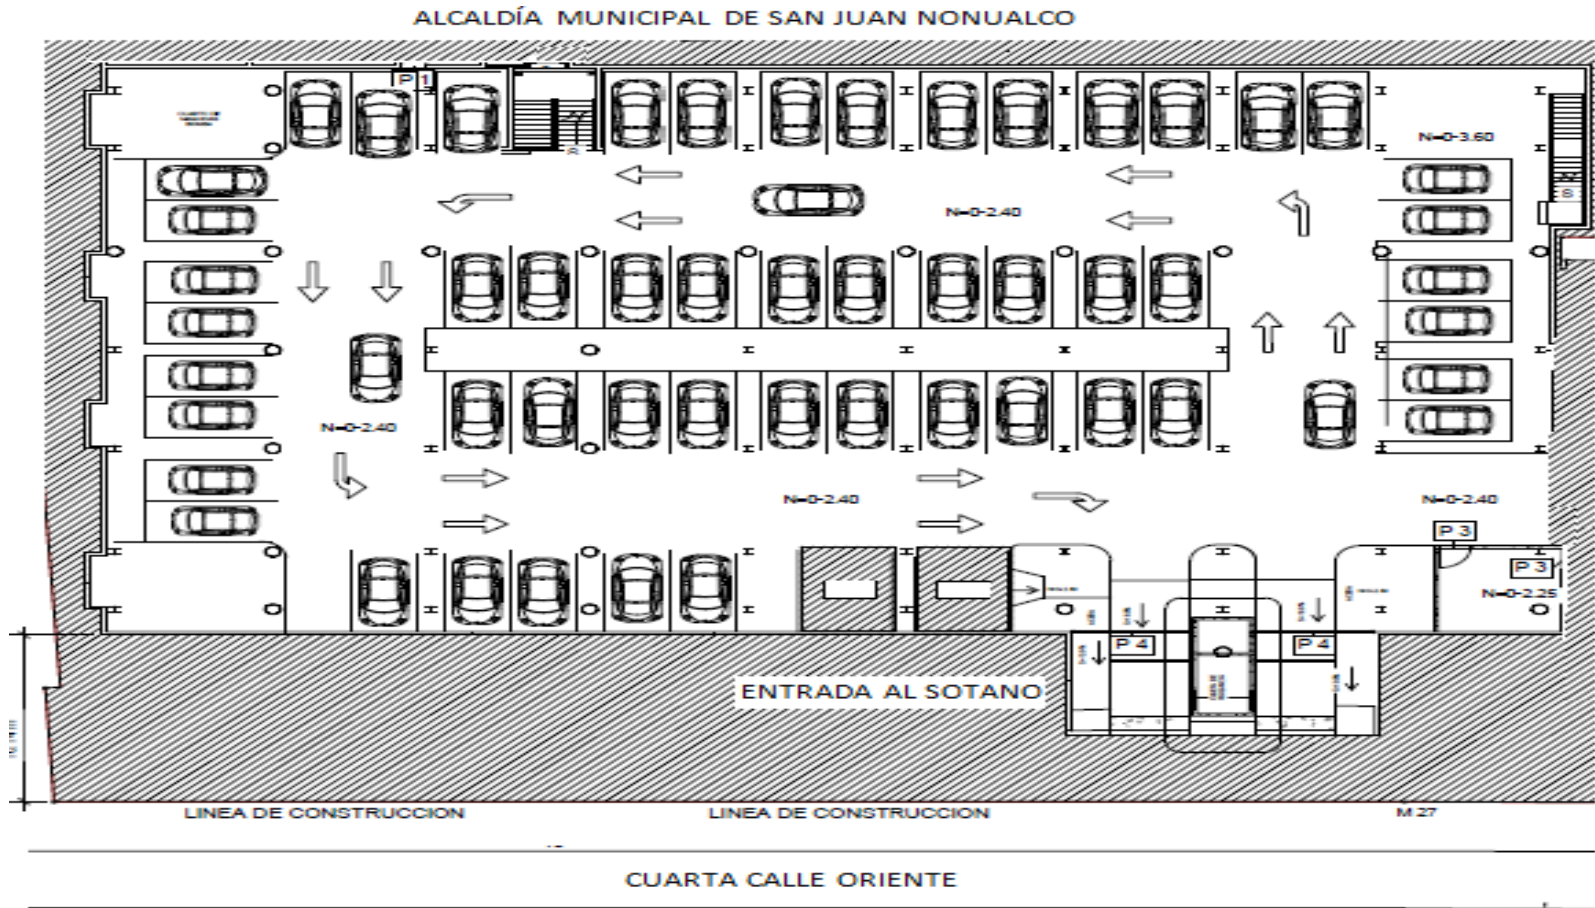 ALCALDÍA MUNICIPAL DE SAN JUAN NONUALCO
P 1
N=0-3.60
N=0-2.40
N=0-2.40
N=0-2.40
N=0-2.40
P 3
P 3
N=0-2.25
P 4
P 4
ENTRADA AL SOTANO
LINEA DE CONSTRUCCION
LINEA DE CONSTRUCCION
M 27
CUARTA CALLE ORIENTE